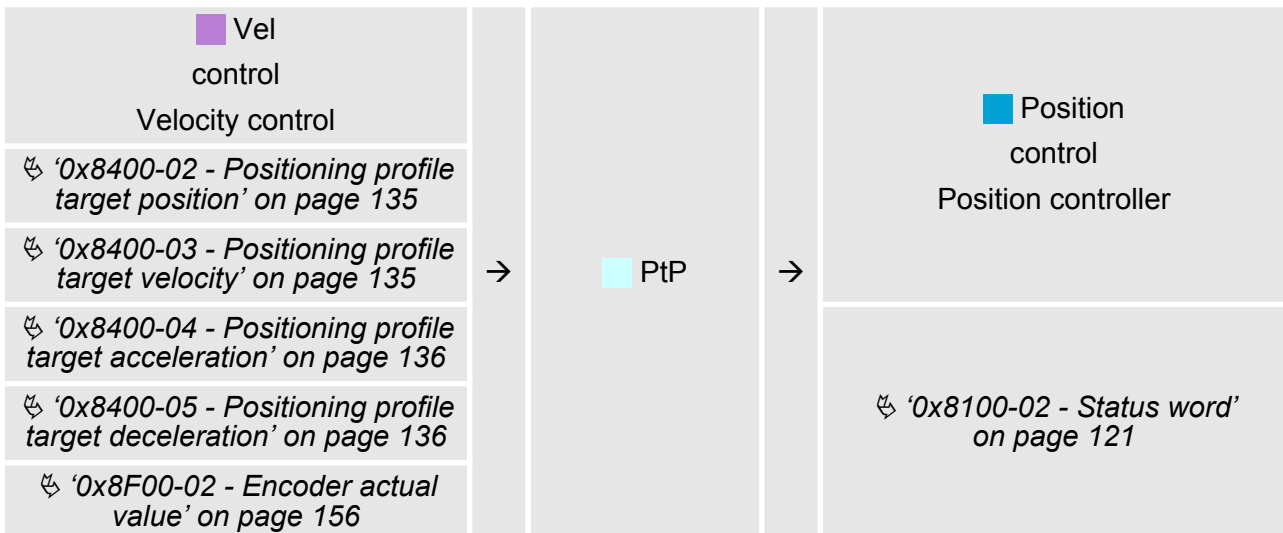 Vel
control
Velocity control
↳ '0x8400-02 - Positioning profile
target position' on page 135
↳ '0x8400-03 - Positioning profile
target velocity' on page 135
↳ '0x8400-04 - Positioning profile
target acceleration' on page 136
↳ '0x8400-05 - Positioning profile
target deceleration' on page 136
↳ '0x8F00-02 - Encoder actual
value' on page 156
→
PtP
→
Position
control
Position controller
↳ '0x8100-02 - Status word'
on page 121